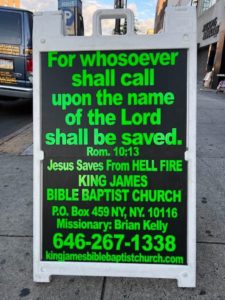 For whosoever
shall call
upon the name
of the Lord
shall be saved.
Rom. 10:13
Jesus Saves From HELL FIRE
KING JAMES
BIBLE BAPTIST CHURCH
P.O. Box 459 NY, NY. 10116
Missionary: Brian Kelly
646-267-1338
kingjamesbiblebaptistchurch.com